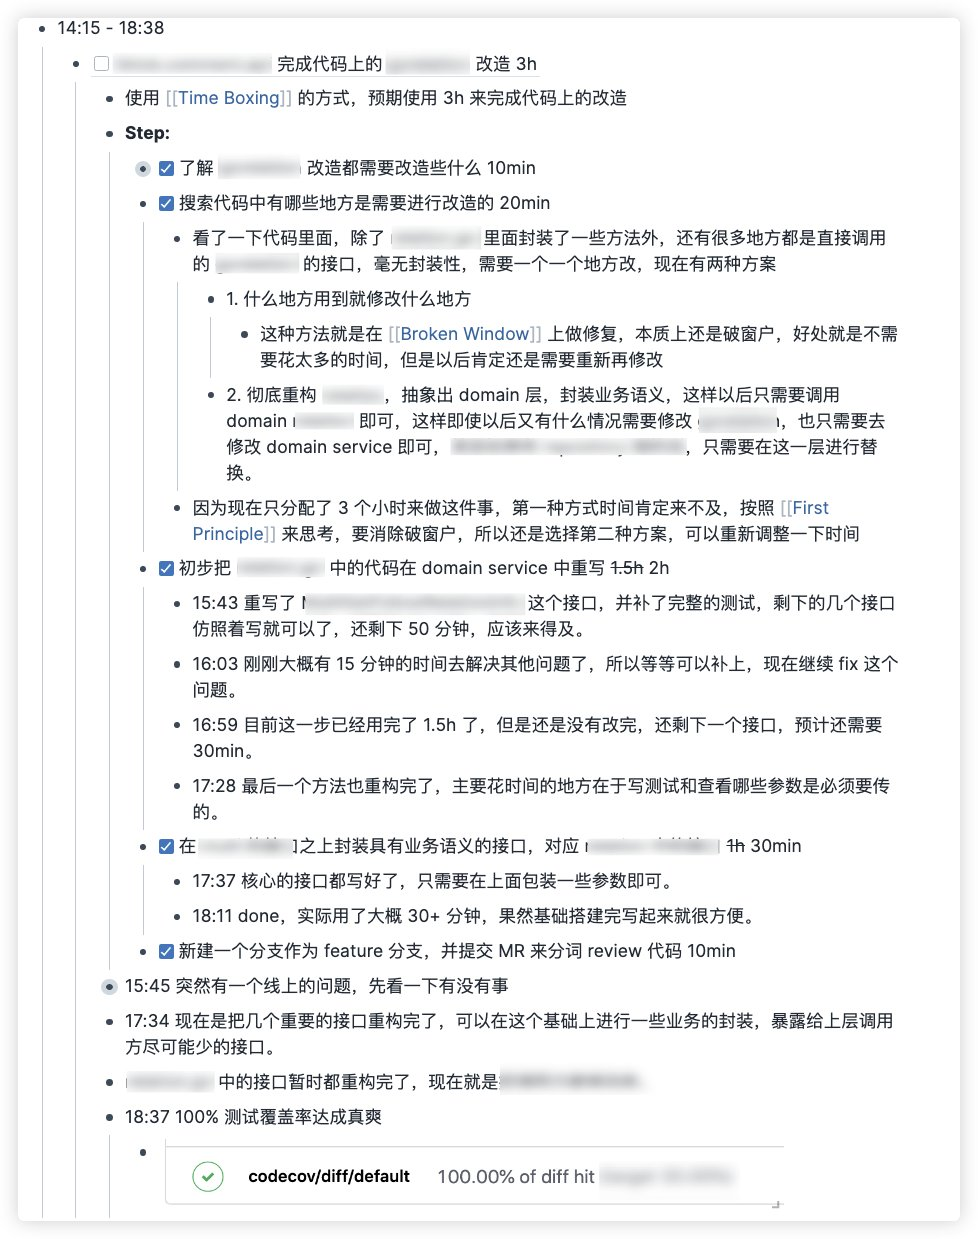 14:15 - 18:38
完成代码上的 改造 3h
使用 [[Time Boxing]] 的方式，预期使用 3h 来完成代码上的改造
Step:
了解 改造都需要改造些什么 10min
搜索代码中有哪些地方是需要进行改造的 20min
看了一下代码里面，除了 里面封装了一些方法外，还有很多地方都是直接调用
的 的接口，毫无封装性，需要一个一个地方改，现在有两种方案
1. 什么地方用到就修改什么地方
这种方法就是在 [[Broken Window]] 上做修复，本质上还是破窗户，好处就是不需
要花太多的时间，但是以后肯定还是需要重新再修改
2. 彻底重构 ，抽象出 domain 层，封装业务语义，这样以后只需要调用
domain 即可，这样即使以后又有什么情况需要修改 ，也只需要去
修改 domain service 即可， ，只需要在这一层进行替
换。
因为现在只分配了 3 个小时来做这件事，第一种方式时间肯定来不及，按照 [[First
Principle]] 来思考，要消除破窗户，所以还是选择第二种方案，可以重新调整一下时间
初步把 中的代码在 domain service 中重写 1.5h 2h
15:43 重写了 这个接口，并补了完整的测试，剩下的几个接口
仿照着写就可以了，还剩下 50 分钟，应该来得及。
16:03 刚刚大概有 15 分钟的时间去解决其他问题了，所以等等可以补上，现在继续 fix 这个
问题。
16:59 目前这一步已经用完了 1.5h 了，但是还是没有改完，还剩下一个接口，预计还需要
30min。
17:28 最后一个方法也重构完了，主要花时间的地方在于写测试和查看哪些参数是必须要传
的。
在 之上封装具有业务语义的接口，对应 1h 30min
17:37 核心的接口都写好了，只需要在上面包装一些参数即可。
18:11 done，实际用了大概 30+ 分钟，果然基础搭建完写起来就很方便。
新建一个分支作为 feature 分支，并提交 MR 来分词 review 代码 10min
15:45 突然有一个线上的问题，先看一下有没有事
17:34 现在是把几个重要的接口重构完了，可以在这个基础上进行一些业务的封装，暴露给上层调用
方尽可能少的接口。
中的接口暂时都重构完了，现在就是
18:37 100% 测试覆盖率达成真爽
codecov/diff/default 100.00% of diff hit